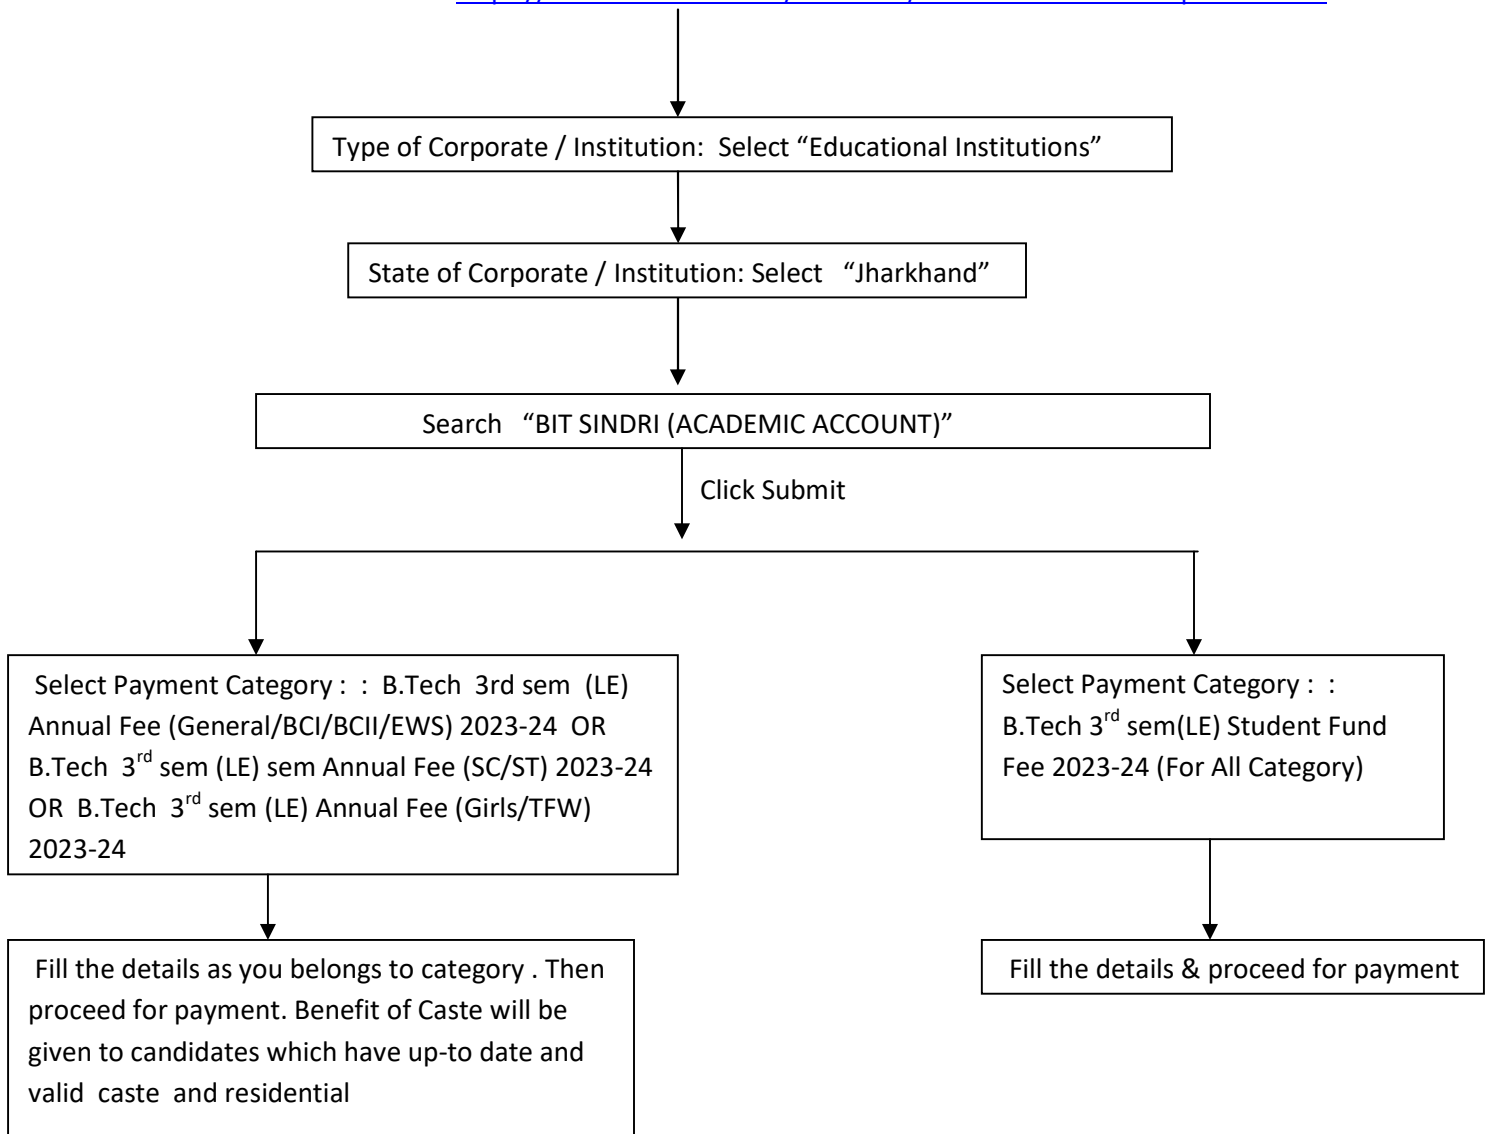 Type of Corporate / Institution: Select “Educational Institutions”
State of Corporate / Institution: Select “Jharkhand”
Search “BIT SINDRI (ACADEMIC ACCOUNT)”
Click Submit
Select Payment Category : : B.Tech 3rd sem (LE)
Annual Fee (General/BCI/BCII/EWS) 2023-24 OR
B.Tech 3rd sem (LE) sem Annual Fee (SC/ST) 2023-24
OR B.Tech 3rd sem (LE) Annual Fee (Girls/TFW)
2023-24
Select Payment Category : :
B.Tech 3rd sem(LE) Student Fund
Fee 2023-24 (For All Category)
Fill the details as you belongs to category . Then
proceed for payment. Benefit of Caste will be
given to candidates which have up-to date and
valid caste and residential
Fill the details & proceed for payment